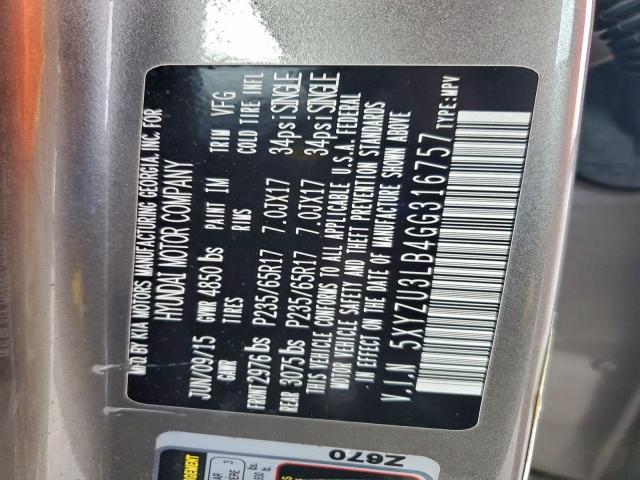 MFD BY KIA MOTORS MANUFACTURING GEORGIA, INC. FOR
HYUNDAI MOTOR COMPANY
JUN/09/15 GVWR 4850 lbs PAINT IM TRIM VFG
GAWR TIRES RIMS COLD TIRE INFL
FRONT 2976 lbs P235/65R17 7.0JX17 34psi SINGLE
REAR 3075 lbs P235/65R17 7.0JX17 34psi SINGLE
THIS VEHICLE CONFORMS TO ALL APPLICABLE U.S.A. FEDERAL
MOTOR VEHICLE SAFETY AND THEFT PREVENTION STANDARDS
IN EFFECT ON THE DATE OF MANUFACTURE SHOWN ABOVE.
V.I.N 5XYZU3LB4GG316757 TYPE:MPV
Z670